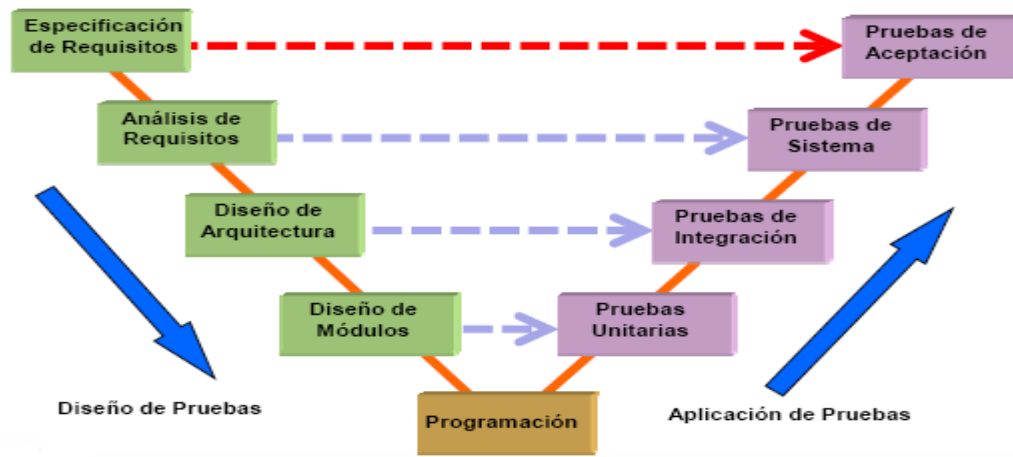 Especificación
de Requisitos
Pruebas de
Aceptación
Análisis de
Requisitos
Pruebas de
Sistema
Diseño de
Arquitectura
Pruebas de
Integración
Diseño de
Módulos
Pruebas
Unitarias
Diseño de Pruebas
Programación
Aplicación de Pruebas